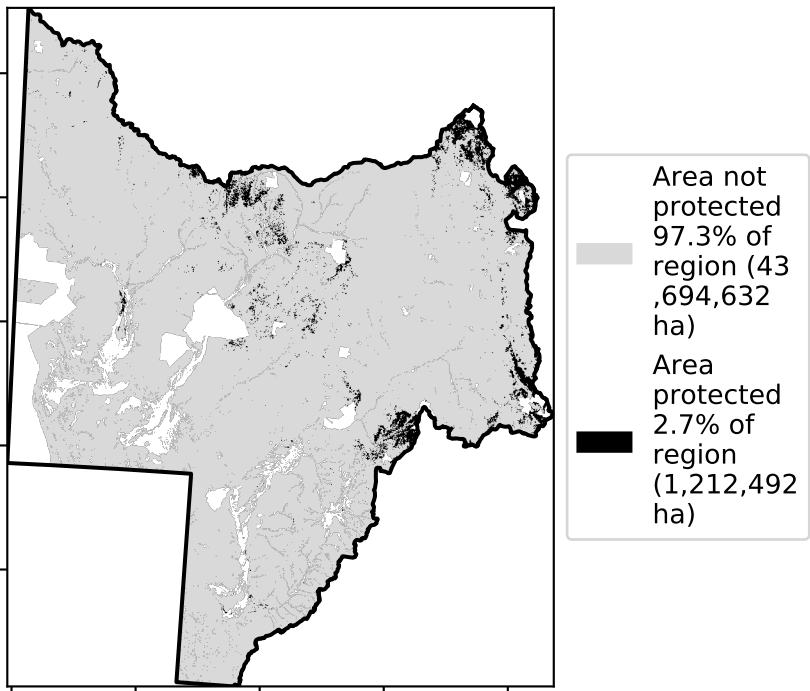 Area not
protected
97.3% of
region (43
,694,632
ha)
Area
protected
2.7% of
region
(1,212,492
ha)